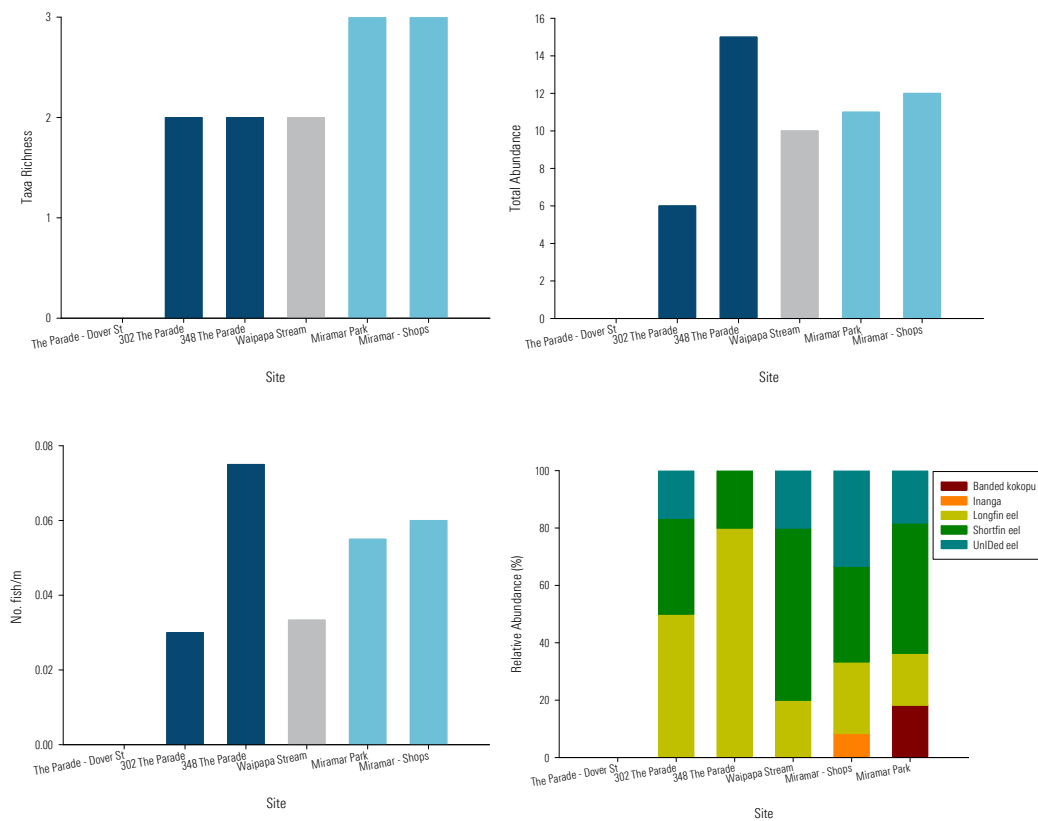 3
2
1
0
Taxa Richness
The Parade - Dover St
302 The Parade
348 The Parade
Waipapa Stream
Miramar Park
Miramar - Shops
Site
16
14
12
10
8
6
4
2
0
Total Abundance
The Parade - Dover St
302 The Parade
348 The Parade
Waipapa Stream
Miramar Park
Miramar - Shops
Site
0.08
0.06
0.04
0.02
0.00
No. fish/m
The Parade - Dover St
302 The Parade
348 The Parade
Waipapa Stream
Miramar Park
Miramar - Shops
Site
100
80
60
40
20
0
Relative Abundance (%)
The Parade - Dover St
302 The Parade
348 The Parade
Waipapa Stream
Miramar - Shops
Miramar Park
Site
Banded kokopu
Inanga
Longfin eel
Shortfin eel
UnIDed eel